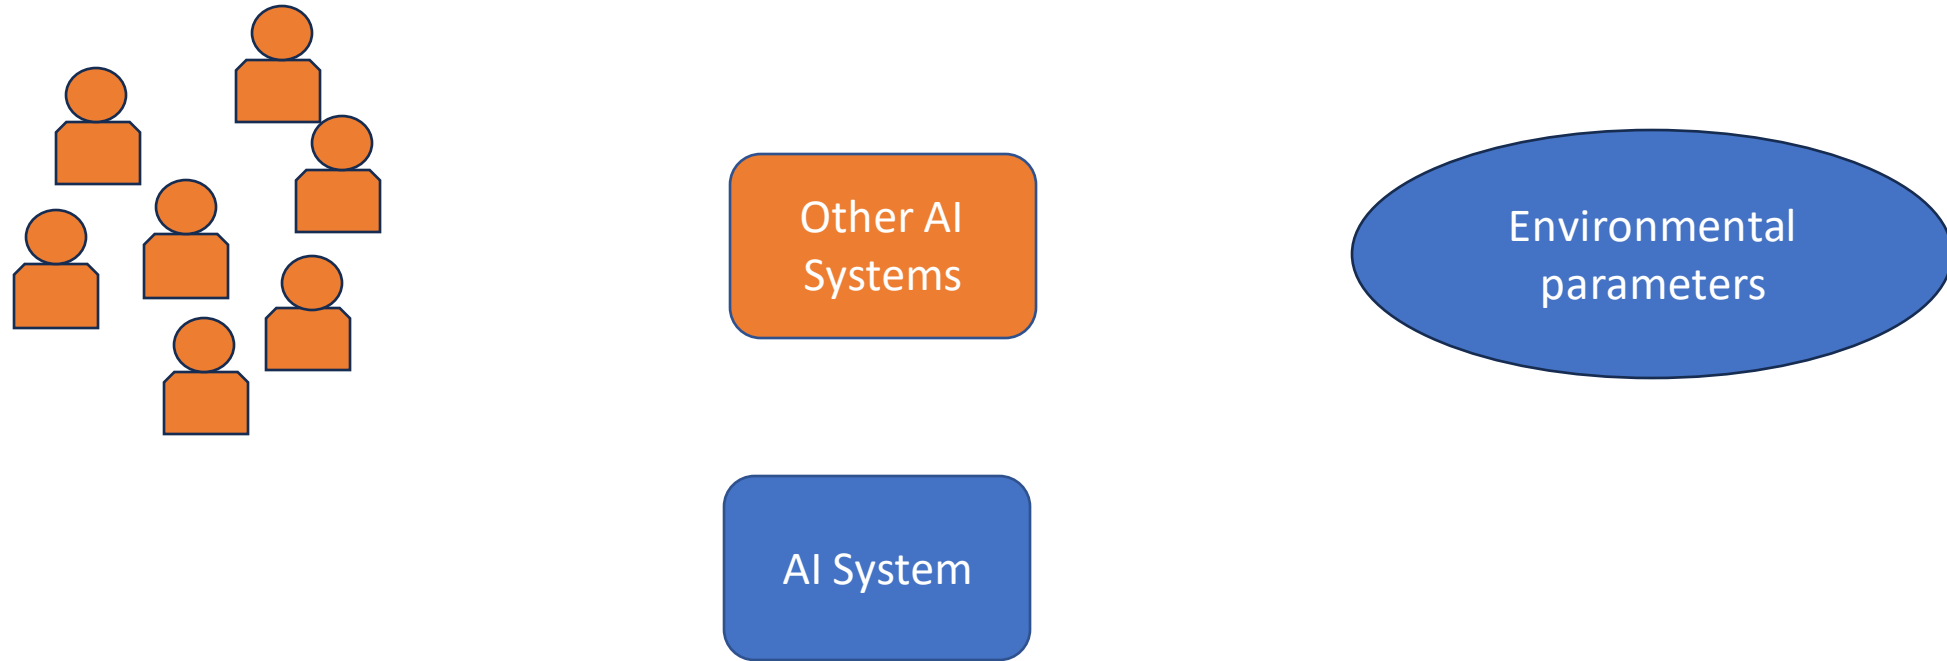 Other AI
Systems
Environmental
parameters
AI System